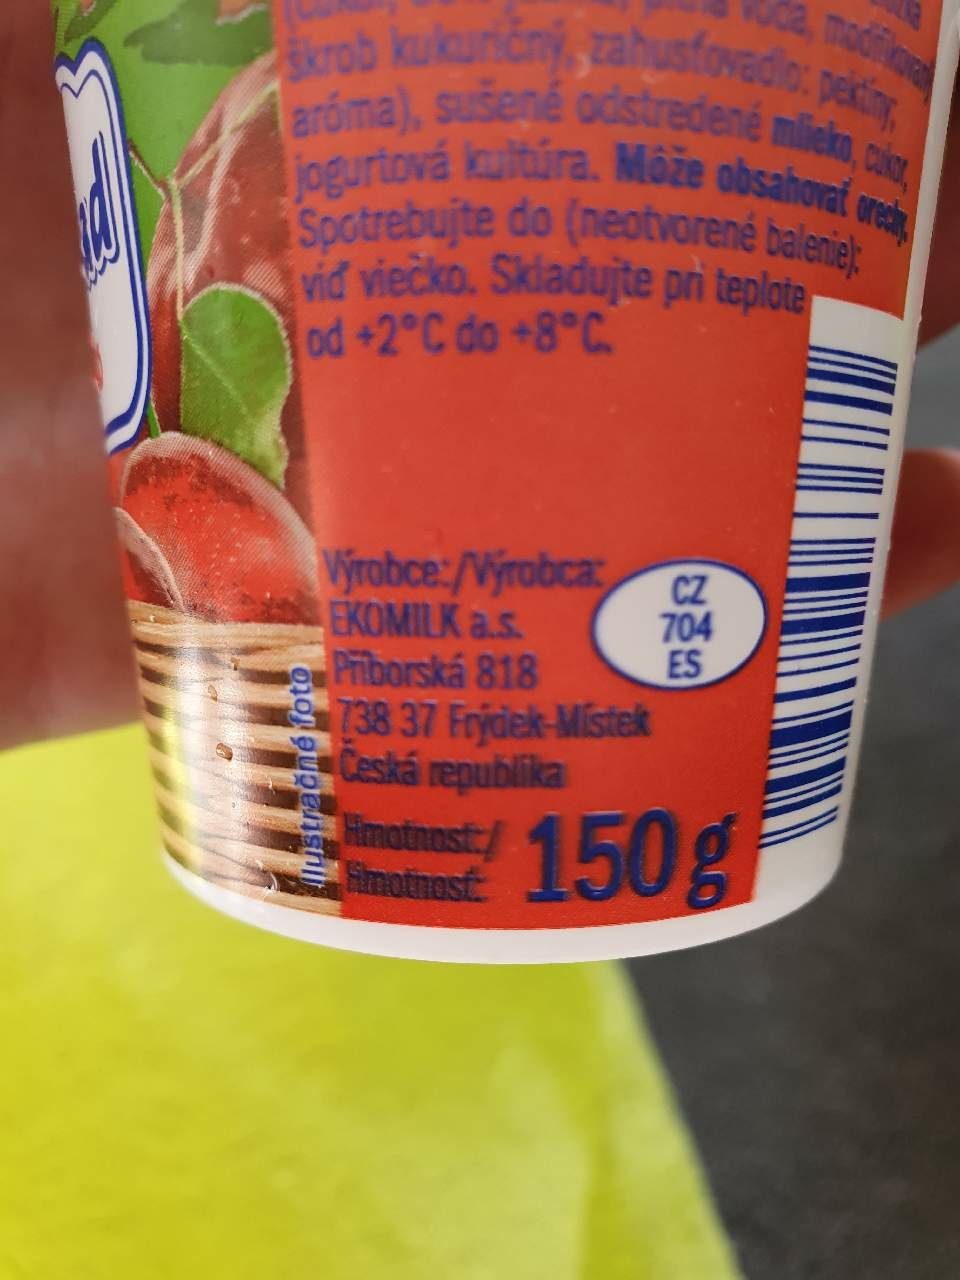 voda, modifikovaný
škrob kukuričný, zahusťovadlo: pektíny,
aróma), sušené odstredené mlieko, cukor,
jogurtová kultúra. Môže obsahovať orechy.
Spotrebujte do (neotvorené balenie):
viď viečko. Skladujte pri teplote
od +2°C do +8°C.
Výrobce:/Výrobca:
EKOMILK a.s.
Příborská 818
738 37 Frýdek-Místek
Česká republika
CZ
704
ES
Ilustračné foto
Hmotnost:/
Hmotnosť:
150 g